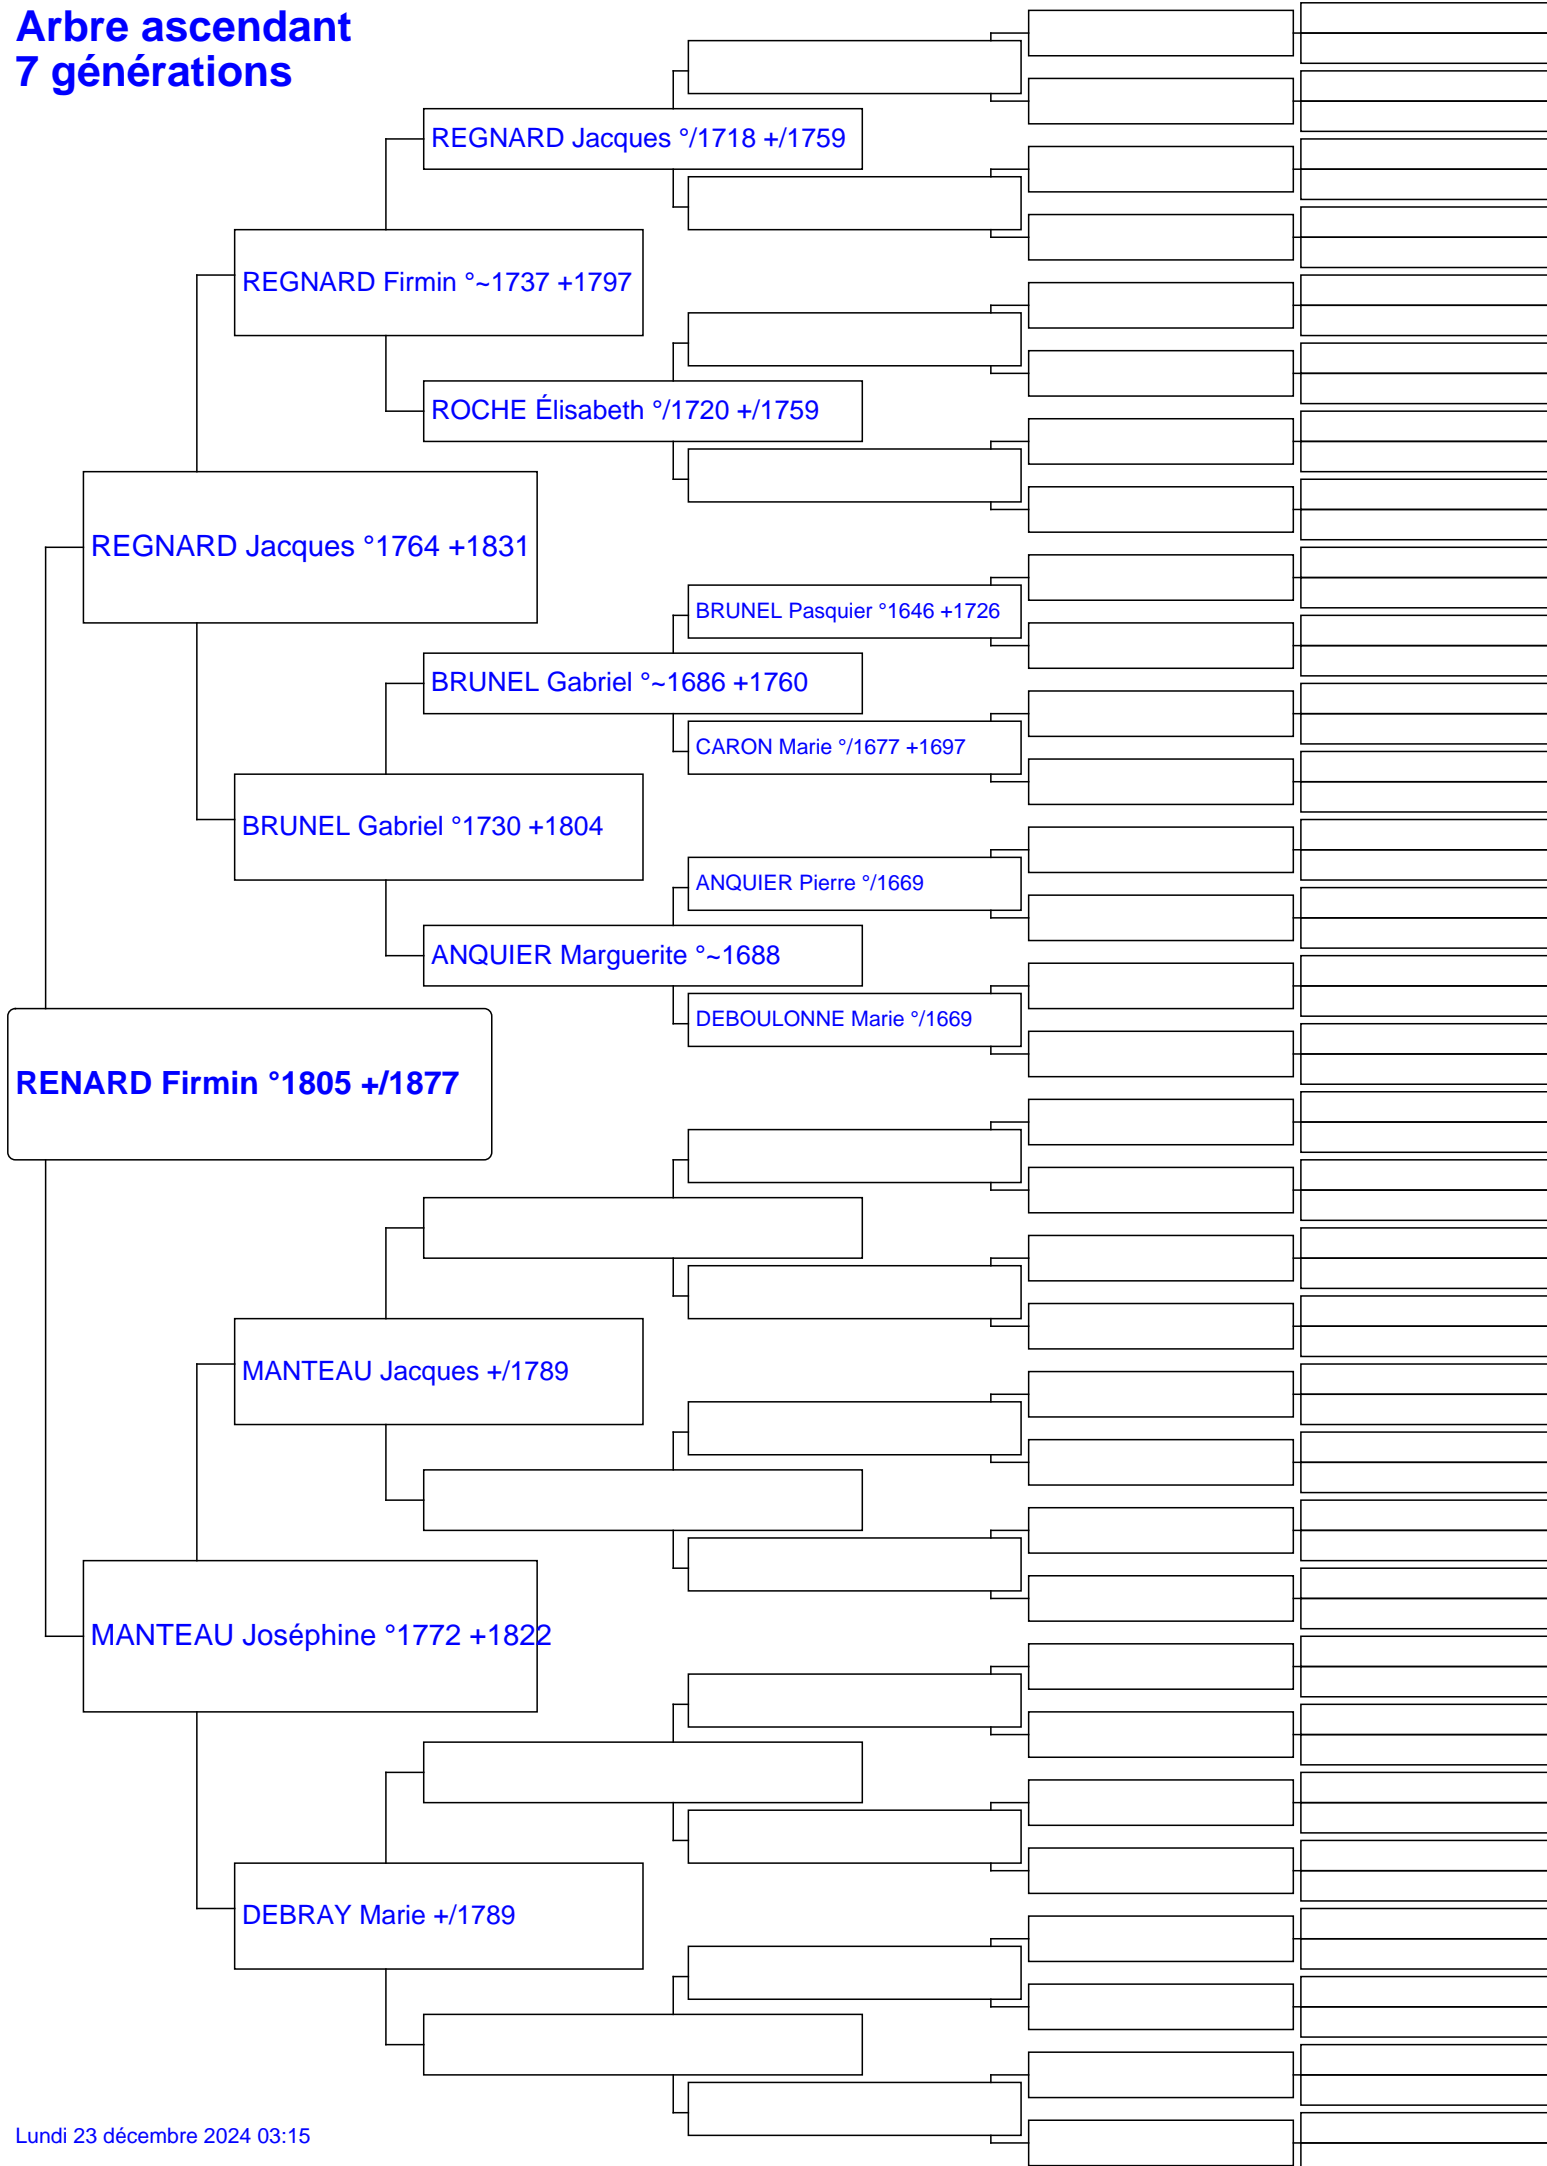 Arbre ascendant
7 générations
REGNARD Jacques °/1718 +/1759
REGNARD Firmin °~1737 +1797
ROCHE Élisabeth °/1720 +/1759
REGNARD Jacques °1764 +1831
BRUNEL Pasquier °1646 +1726
BRUNEL Gabriel °~1686 +1760
CARON Marie °/1677 +1697
BRUNEL Gabriel °1730 +1804
ANQUIER Pierre °/1669
ANQUIER Marguerite °~1688
DEBOULONNE Marie °/1669
RENARD Firmin °1805 +/1877
MANTEAU Jacques +/1789
MANTEAU Joséphine °1772 +1822
DEBRAY Marie +/1789
Lundi 23 décembre 2024 03:15